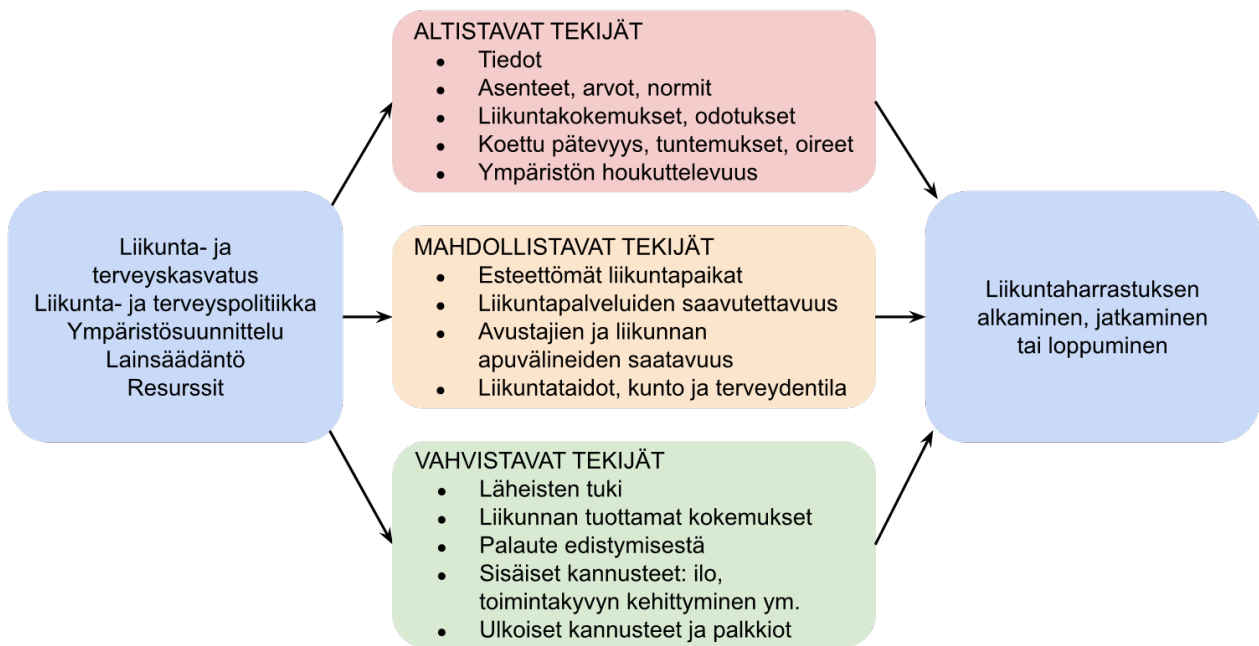 Liikunta- ja
terveyskasvatus
Liikunta- ja terveyspolitiikka
Ympäristösuunnittelu
Lainsäädäntö
Resurssit
ALTISTAVAT TEKIJÄT
• Tiedot
• Asenteet, arvot, normit
• Liikuntakokemukset, odotukset
• Koettu pätevyys, tuntemukset, oireet
• Ympäristön houkuttelevuus
MAHDOLLISTAVAT TEKIJÄT
• Esteettömät liikuntapaikat
• Liikuntapalveluiden saavutettavuus
• Avustajien ja liikunnan
apuvälineiden saatavuus
• Liikuntataidot, kunto ja terveydentila
VAHVISTAVAT TEKIJÄT
• Läheisten tuki
• Liikunnan tuottamat kokemukset
• Palaute edistymisestä
• Sisäiset kannusteet: ilo,
toimintakyvyn kehittyminen ym.
• Ulkoiset kannusteet ja palkkiot
Liikuntaharrastuksen
alkaminen, jatkaminen
tai loppuminen